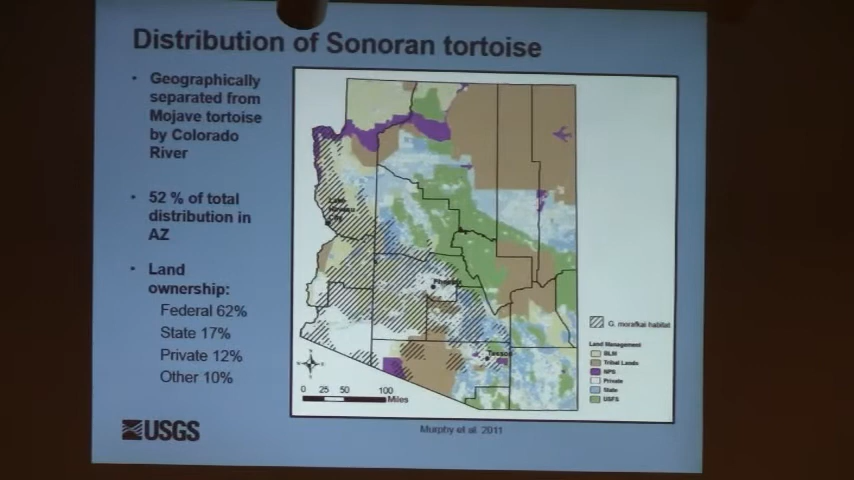 Distribution of Sonoran tortoise
• Geographically
separated from
Mojave tortoise
by Colorado
River
• 52 % of total
distribution in
AZ
• Land
ownership:
Federal 62%
State 17%
Private 12%
Other 10%
Phoenix
Tucson
G. morafkai habitat
Land Management
BLM
Tribal Lands
NPS
Private
State
USFS
0 25 50 100
Miles
USGS
Murphy et al. 2011